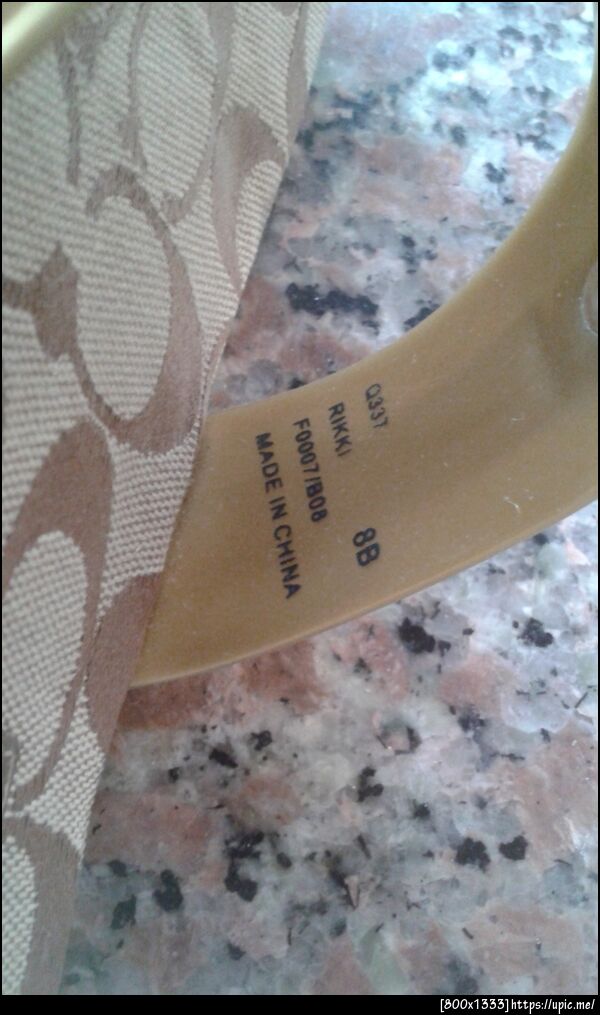 Q337
RIKKI
F0007/B08 8B
MADE IN CHINA
[800x1333]https://upic.me/